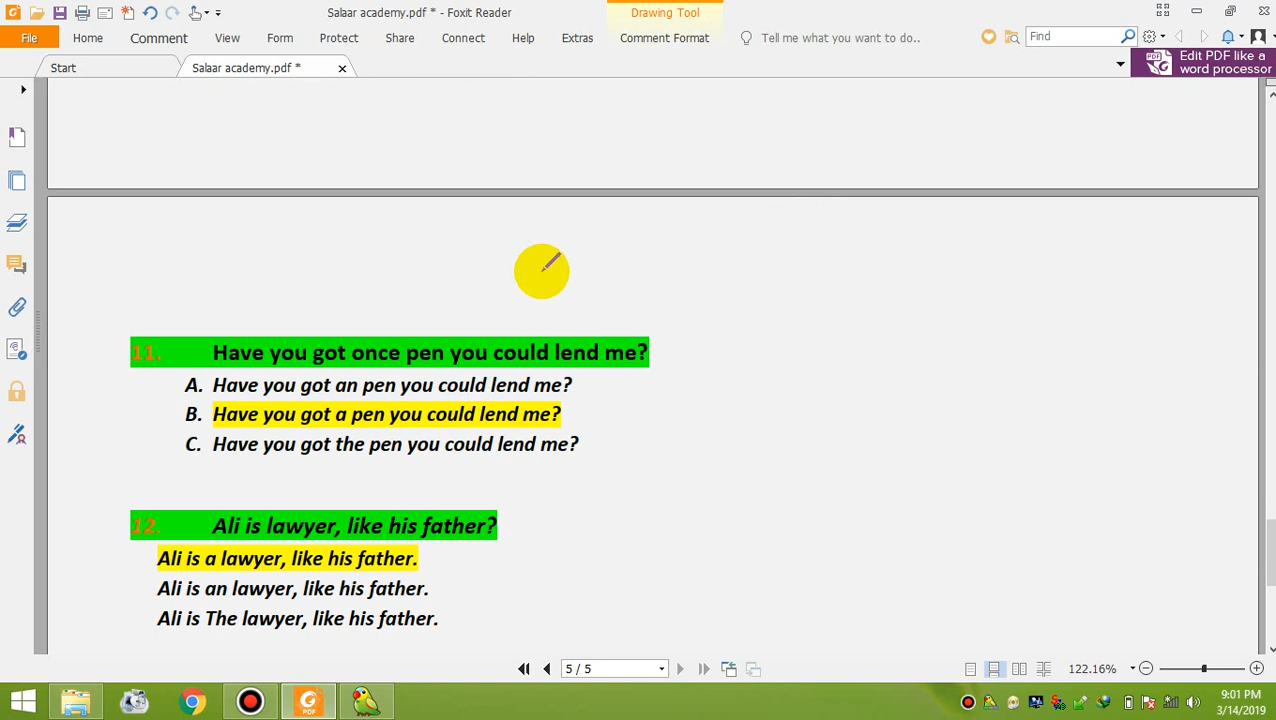 Salaar academy.pdf * - Foxit Reader
Drawing Tool
File Home Comment View Form Protect Share Connect Help Extras Comment Format Tell me what you want to do.. Find
Start Salaar academy.pdf *
Edit PDF like a
word processor
11. Have you got once pen you could lend me?
A. Have you got an pen you could lend me?
B. Have you got a pen you could lend me?
C. Have you got the pen you could lend me?
12. Ali is lawyer, like his father?
Ali is a lawyer, like his father.
Ali is an lawyer, like his father.
Ali is The lawyer, like his father.
5 / 5
122.16%
9:01 PM
3/14/2019